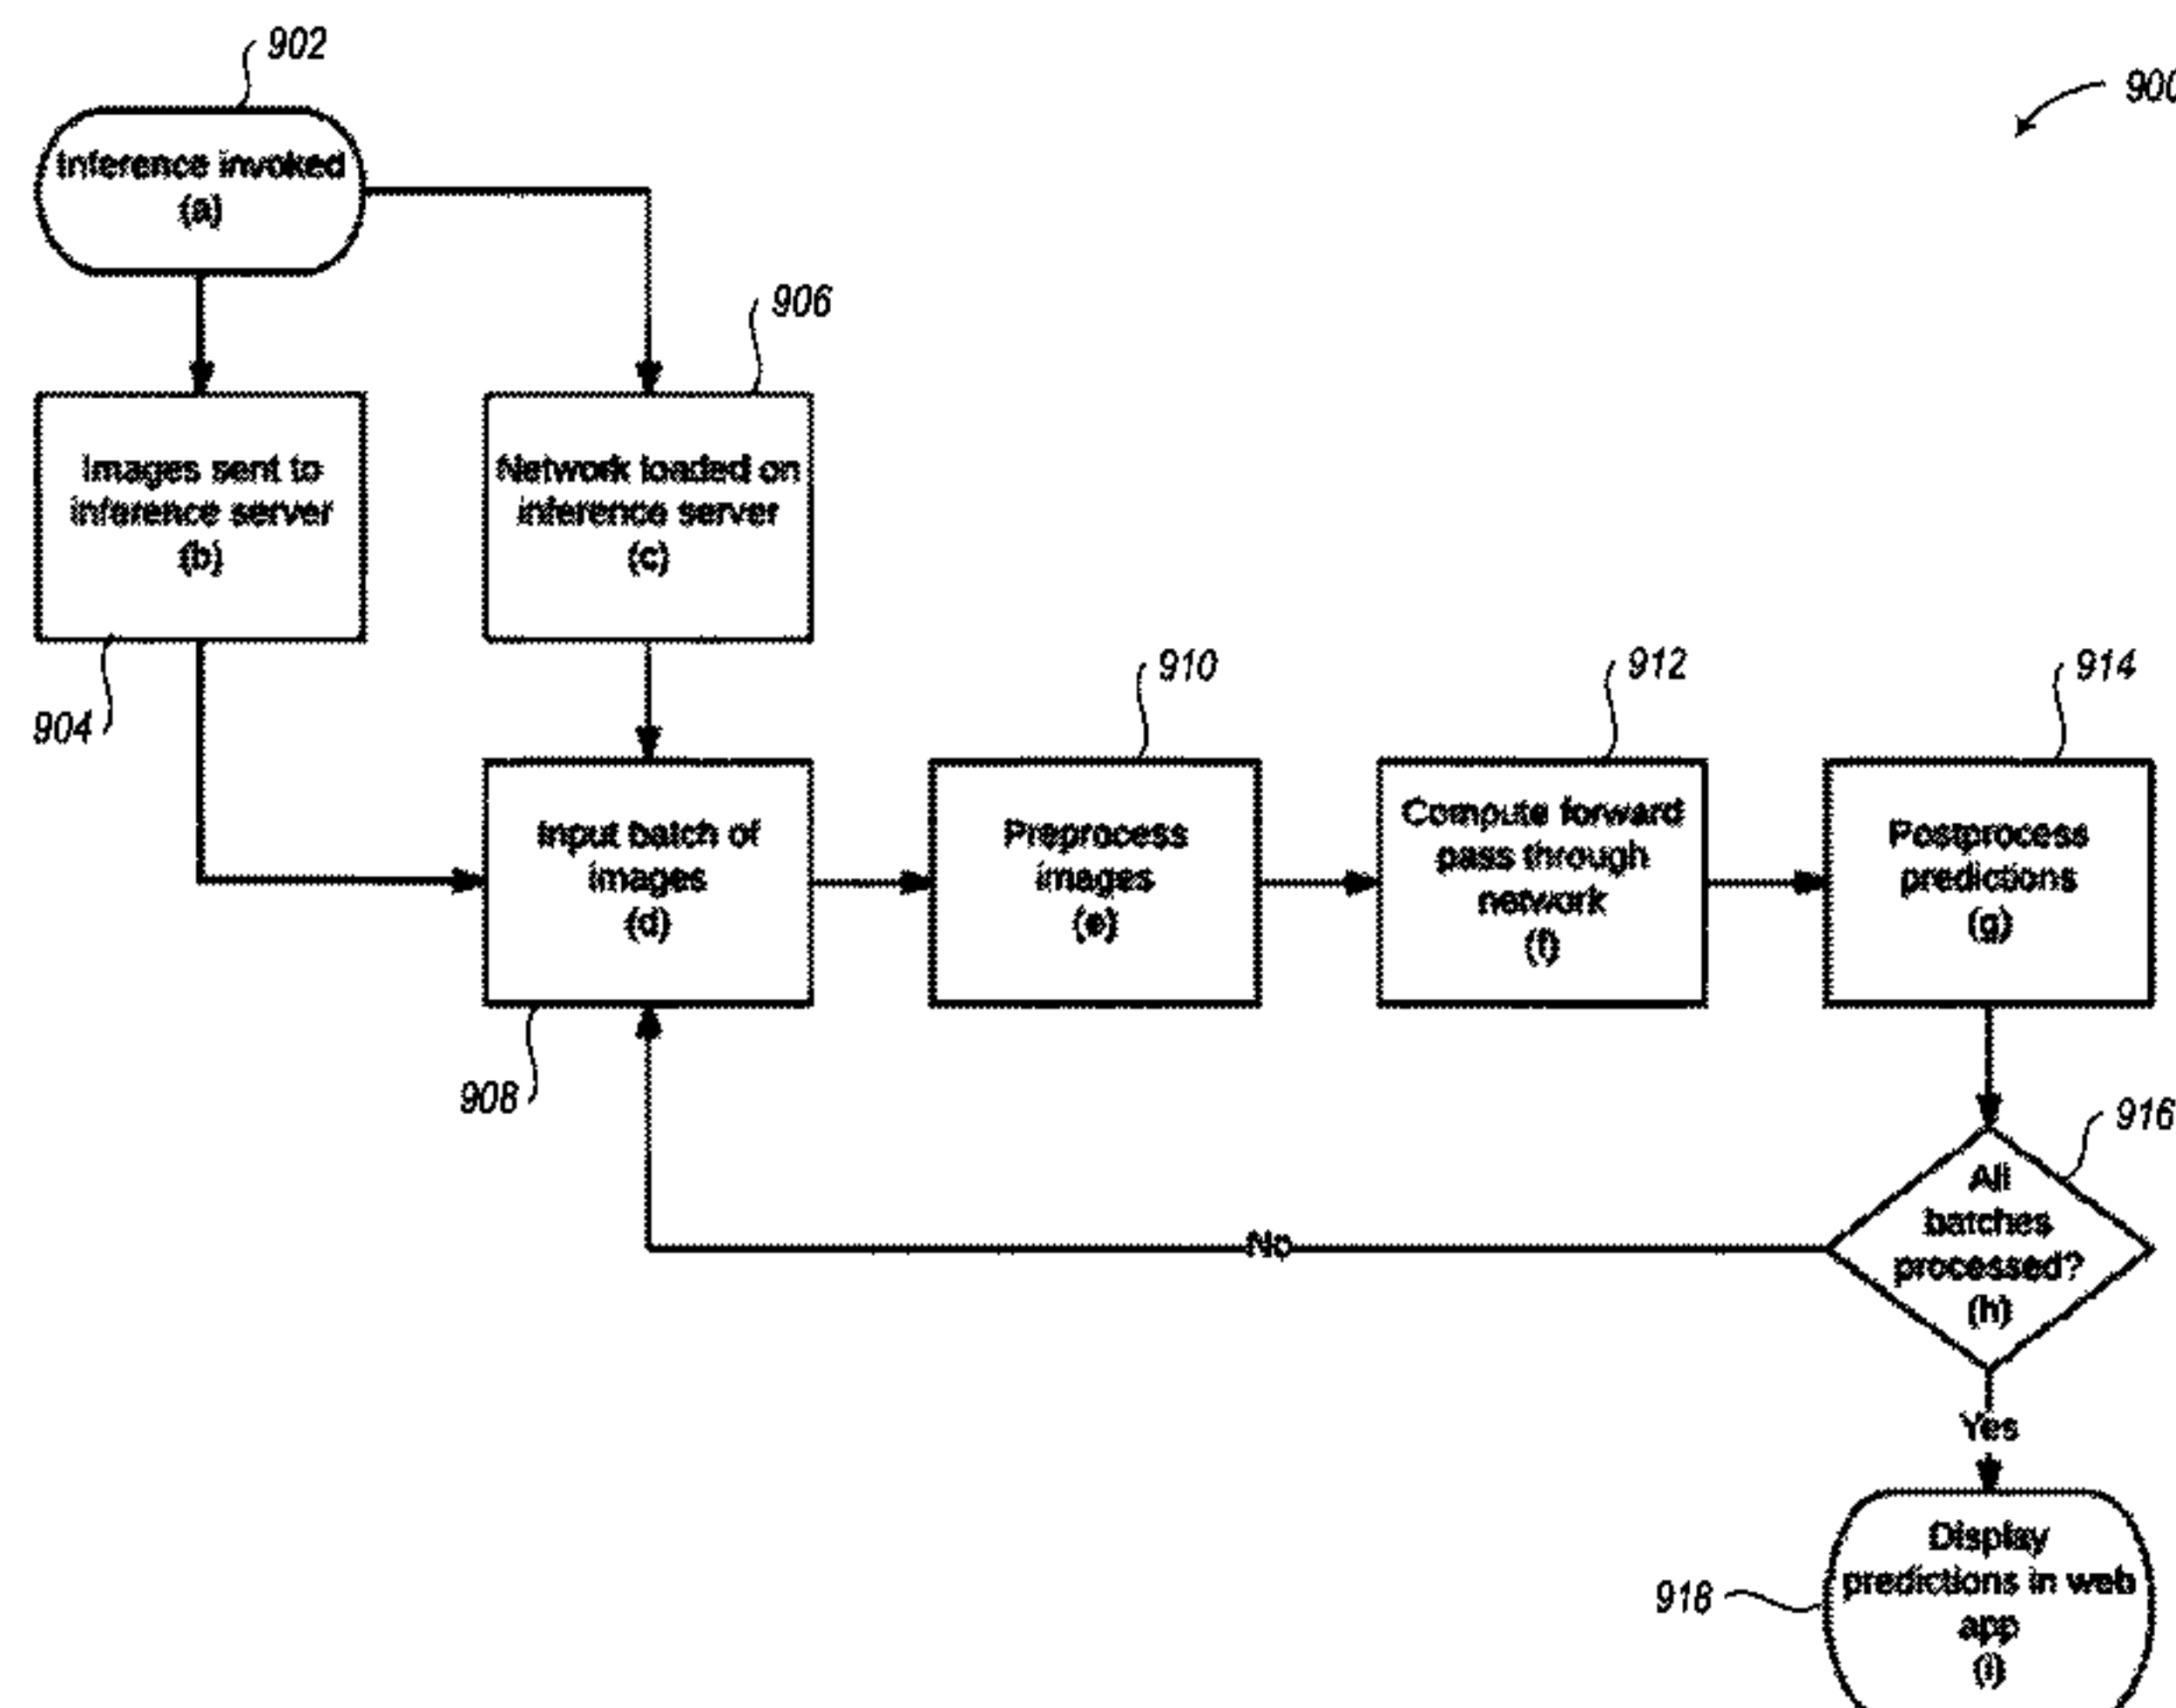 902
900
Inference invoked
(a)
906
Images sent to
inference server
(b)
Network loaded on
inference server
(c)
904
910
912
914
Input batch of
images
(d)
Preprocess
images
(e)
Compute forward
pass through
network
(f)
Postprocess
predictions
(g)
908
916
All
batches
processed?
(h)
No
Yes
918
Display
predictions in web
app
(i)